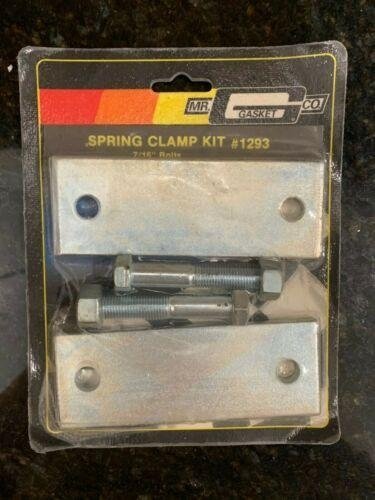 MR. GASKET CO.
SPRING CLAMP KIT #1293
7/16" Bolts